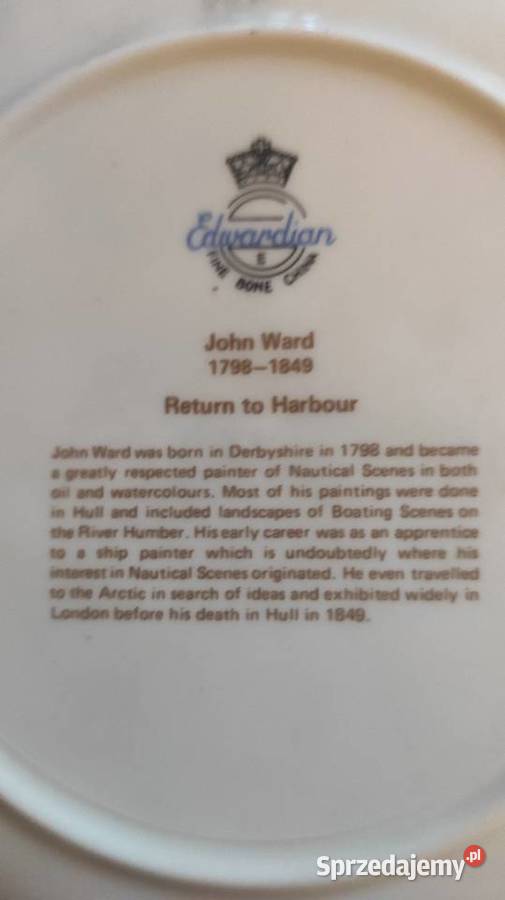 Edwardian
E
FINE BONE CHINA
John Ward
1798–1849
Return to Harbour
John Ward was born in Derbyshire in 1798 and became
a greatly respected painter of Nautical Scenes in both
oil and watercolours. Most of his paintings were done
in Hull and included landscapes of Boating Scenes on
the River Humber. His early career was as an apprentice
to a ship painter which is undoubtedly where his
interest in Nautical Scenes originated. He even travelled
to the Arctic in search of ideas and exhibited widely in
London before his death in Hull in 1849.
Sprzedajemy.pl